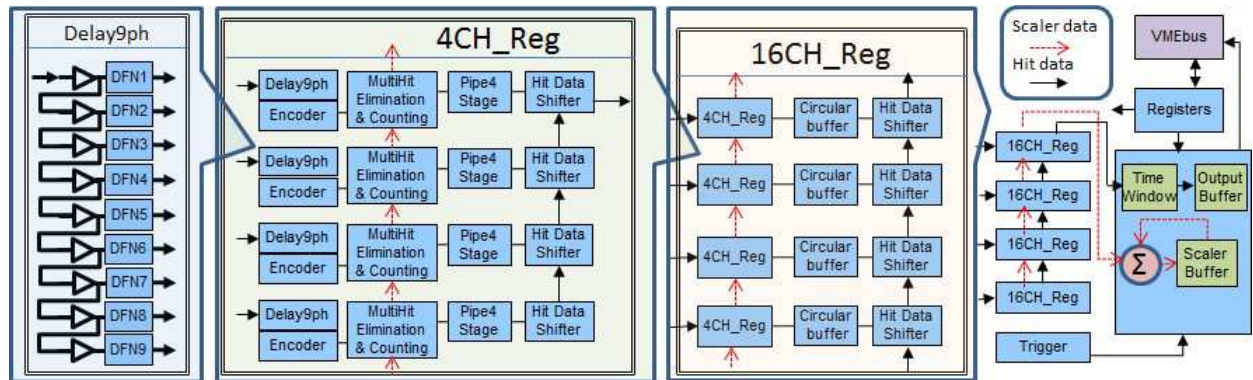 Delay9ph
DFN1
DFN2
DFN3
DFN4
DFN5
DFN6
DFN7
DFN8
DFN9
4CH_Reg
Delay9ph
Encoder
MultiHit
Elimination
& Counting
Pipe4
Stage
Hit Data
Shifter
Delay9ph
Encoder
MultiHit
Elimination
& Counting
Pipe4
Stage
Hit Data
Shifter
Delay9ph
Encoder
MultiHit
Elimination
& Counting
Pipe4
Stage
Hit Data
Shifter
Delay9ph
Encoder
MultiHit
Elimination
& Counting
Pipe4
Stage
Hit Data
Shifter
16CH_Reg
4CH_Reg
Circular
buffer
Hit Data
Shifter
4CH_Reg
Circular
buffer
Hit Data
Shifter
4CH_Reg
Circular
buffer
Hit Data
Shifter
4CH_Reg
Circular
buffer
Hit Data
Shifter
Scaler data
Hit data
VMEbus
Registers
16CH_Reg
16CH_Reg
16CH_Reg
16CH_Reg
Time
Window
Output
Buffer
Σ
Scaler
Buffer
Trigger